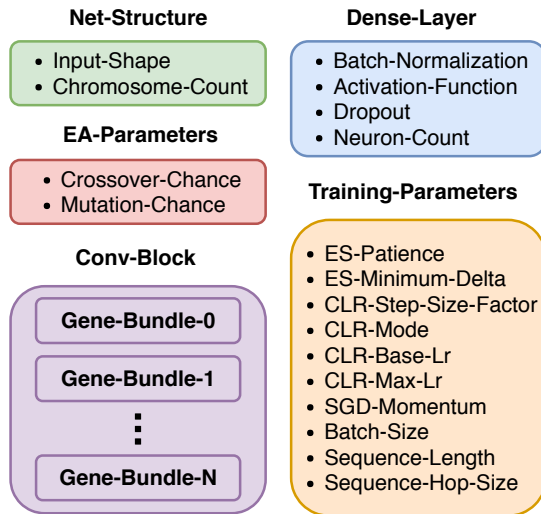 Net-Structure
• Input-Shape
• Chromosome-Count
EA-Parameters
• Crossover-Chance
• Mutation-Chance
Conv-Block
Gene-Bundle-0
Gene-Bundle-1
Gene-Bundle-N
Dense-Layer
• Batch-Normalization
• Activation-Function
• Dropout
• Neuron-Count
Training-Parameters
• ES-Patience
• ES-Minimum-Delta
• CLR-Step-Size-Factor
• CLR-Mode
• CLR-Base-Lr
• CLR-Max-Lr
• SGD-Momentum
• Batch-Size
• Sequence-Length
• Sequence-Hop-Size